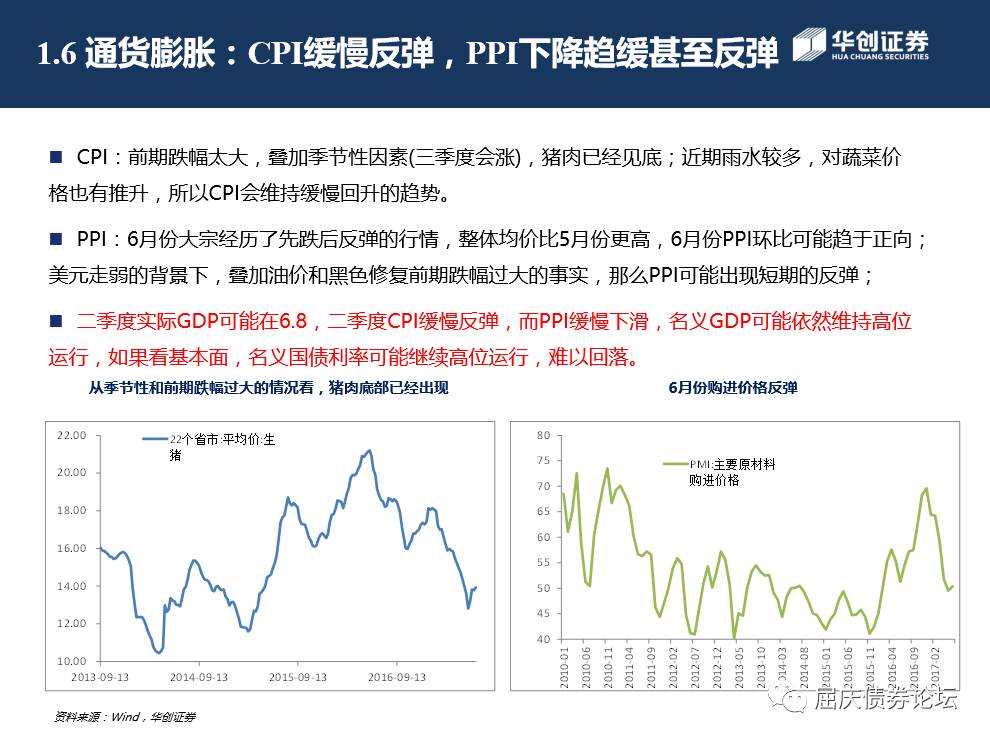 1.6 通货膨胀：CPI缓慢反弹，PPI下降趋缓甚至反弹
华创证券
HUA CHUANG SECURITIES
■ CPI：前期跌幅太大，叠加季节性因素(三季度会涨)，猪肉已经见底；近期雨水较多，对蔬菜价
格也有推升，所以CPI会维持缓慢回升的趋势。
■ PPI：6月份大宗经历了先跌后反弹的行情，整体均价比5月份更高，6月份PPI环比可能趋于正向；
美元走弱的背景下，叠加油价和黑色修复前期跌幅过大的事实，那么PPI可能出现短期的反弹；
■ 二季度实际GDP可能在6.8，二季度CPI缓慢反弹，而PPI缓慢下滑，名义GDP可能依然维持高位
运行，如果看基本面，名义国债利率可能继续高位运行，难以回落。
从季节性和前期跌幅过大的情况看，猪肉底部已经出现
22.00
20.00
18.00
16.00
14.00
12.00
10.00
22个省市:平均价:生
猪
2013-09-13
2014-09-13
2015-09-13
2016-09-13
6月份购进价格反弹
80
75
70
65
60
55
50
45
40
PMI:主要原材料
购进价格
2010-01
2010-06
2010-11
2011-04
2011-09
2012-02
2012-07
2012-12
2013-05
2013-10
2014-03
2014-08
2015-01
2015-06
2015-11
2016-04
2016-09
2017-02
屈庆债券论坛
资料来源：Wind，华创证券